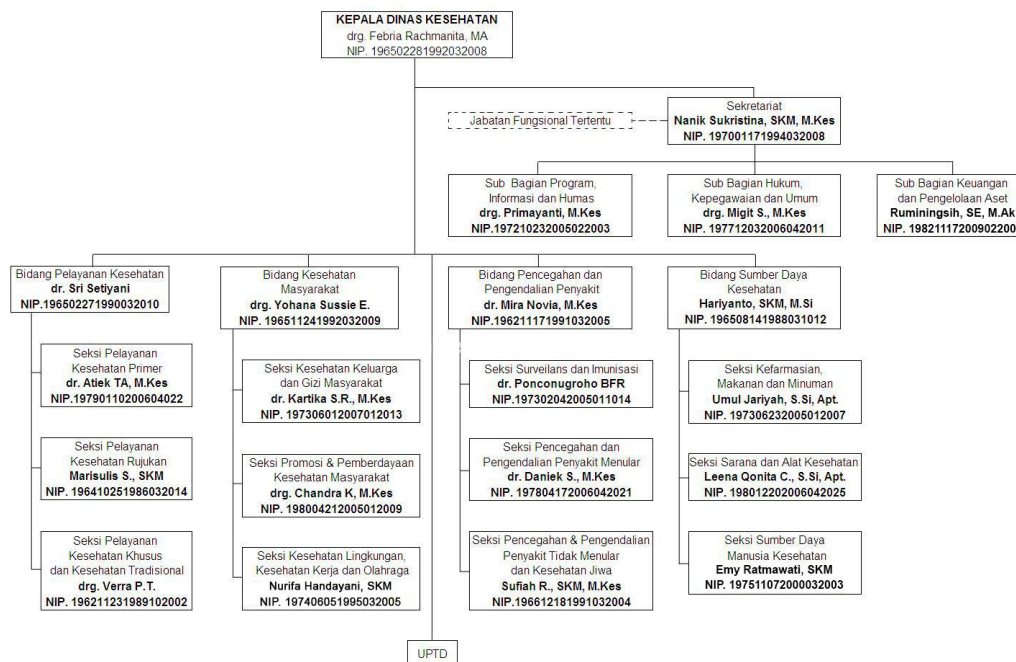 KEPALA DINAS KESEHATAN
drg. Febria Rachmanita, MA
NIP. 196502281992032008
Sekretariat
Nanik Sukristina, SKM, M.Kes
NIP. 197001171994032008
Jabatan Fungsional Tertentu
Sub Bagian Program,
Informasi dan Humas
drg. Primayanti, M.Kes
NIP.197210232005022003
Sub Bagian Hukum,
Kepegawaian dan Umum
drg. Migit S., M.Kes
NIP. 197712032006042011
Sub Bagian Keuangan
dan Pengelolaan Aset
Ruminingsih, SE, M.Ak
NIP. 19821117200902200
Bidang Pelayanan Kesehatan
dr. Sri Setiyani
NIP.196502271990032010
Seksi Pelayanan
Kesehatan Primer
dr. Atiek TA, M.Kes
NIP.19790110200604022
Seksi Pelayanan
Kesehatan Rujukan
Marisulis S., SKM
NIP. 196410251986032014
Seksi Pelayanan
Kesehatan Khusus
dan Kesehatan Tradisional
drg. Verra P.T.
NIP. 196211231989102002
Bidang Kesehatan
Masyarakat
drg. Yohana Sussie E.
NIP. 196511241992032009
Seksi Kesehatan Keluarga
dan Gizi Masyarakat
dr. Kartika S.R., M.Kes
NIP. 197306012007012013
Seksi Promosi & Pemberdayaan
Kesehatan Masyarakat
drg. Chandra K, M.Kes
NIP. 198004212005012009
Seksi Kesehatan Lingkungan,
Kesehatan Kerja dan Olahraga
Nurifa Handayani, SKM
NIP. 197406051995032005
Bidang Pencegahan dan
Pengendalian Penyakit
dr. Mira Novia, M.Kes
NIP.196211171991032005
Seksi Surveilans dan Imunisasi
dr. Ponconugroho BFR
NIP.197302042005011014
Seksi Pencegahan dan
Pengendalian Penyakit Menular
dr. Daniek S., M.Kes
NIP. 197804172006042021
Seksi Pencegahan & Pengendalian
Penyakit Tidak Menular
dan Kesehatan Jiwa
Sufiah R., SKM, M.Kes
NIP.196612181991032004
Bidang Sumber Daya
Kesehatan
Hariyanto, SKM, M.Si
NIP. 196508141988031012
Seksi Kefarmasian,
Makanan dan Minuman
Umul Jariyah, S.Si, Apt.
NIP. 197306232005012007
Seksi Sarana dan Alat Kesehatan
Leena Qonita C., S.Si, Apt.
NIP. 198012202006042025
Seksi Sumber Daya
Manusia Kesehatan
Emy Ratmawati, SKM
NIP. 197511072000032003
UPTD